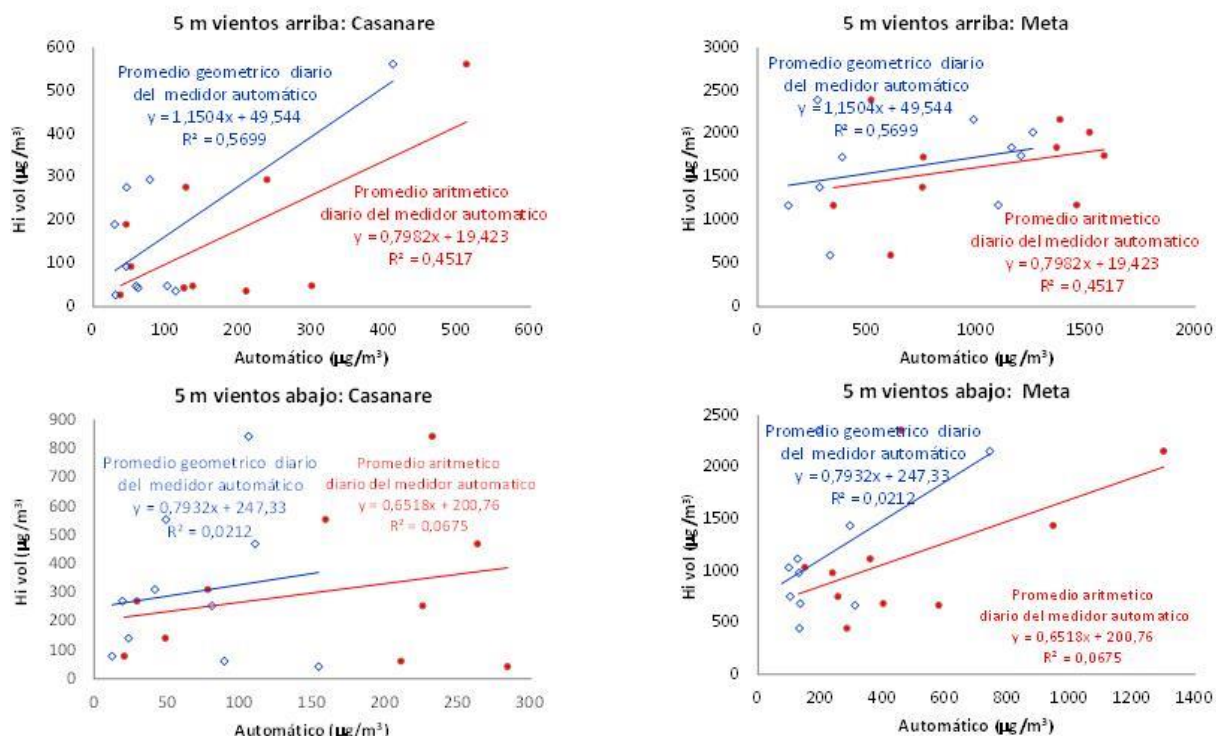 5 m vientos arriba: Casanare
600
500
400
300
200
100
0
Hi vol (µg/m³)
Promedio geometrico diario
del medidor automático
y = 1,1504x + 49,544
R² = 0,5699
Promedio aritmetico
diario del medidor automatico
y = 0,7982x + 19,423
R² = 0,4517
0 100 200 300 400 500 600
Automático (µg/m³)
5 m vientos arriba: Meta
3000
2500
2000
1500
1000
500
0
Hi vol (µg/m³)
Promedio geometrico diario
del medidor automático
y = 1,1504x + 49,544
R² = 0,5699
Promedio aritmetico
diario del medidor automatico
y = 0,7982x + 19,423
R² = 0,4517
0 500 1000 1500 2000
Automático (µg/m³)
5 m vientos abajo: Casanare
900
800
700
600
500
400
300
200
100
0
Hi vol (µg/m³)
Promedio geometrico diario
del medidor automático
y = 0,7932x + 247,33
R² = 0,0212
Promedio aritmetico
diario del medidor automatico
y = 0,6518x + 200,76
R² = 0,0675
0 50 100 150 200 250 300
Automático (µg/m³)
5 m vientos abajo: Meta
2500
2000
1500
1000
500
0
Hi vol (µg/m³)
Promedio geometrico diario
del medidor automático
y = 0,7932x + 247,33
R² = 0,0212
Promedio aritmetico
diario del medidor automatico
y = 0,6518x + 200,76
R² = 0,0675
0 200 400 600 800 1000 1200 1400
Automático (µg/m³)